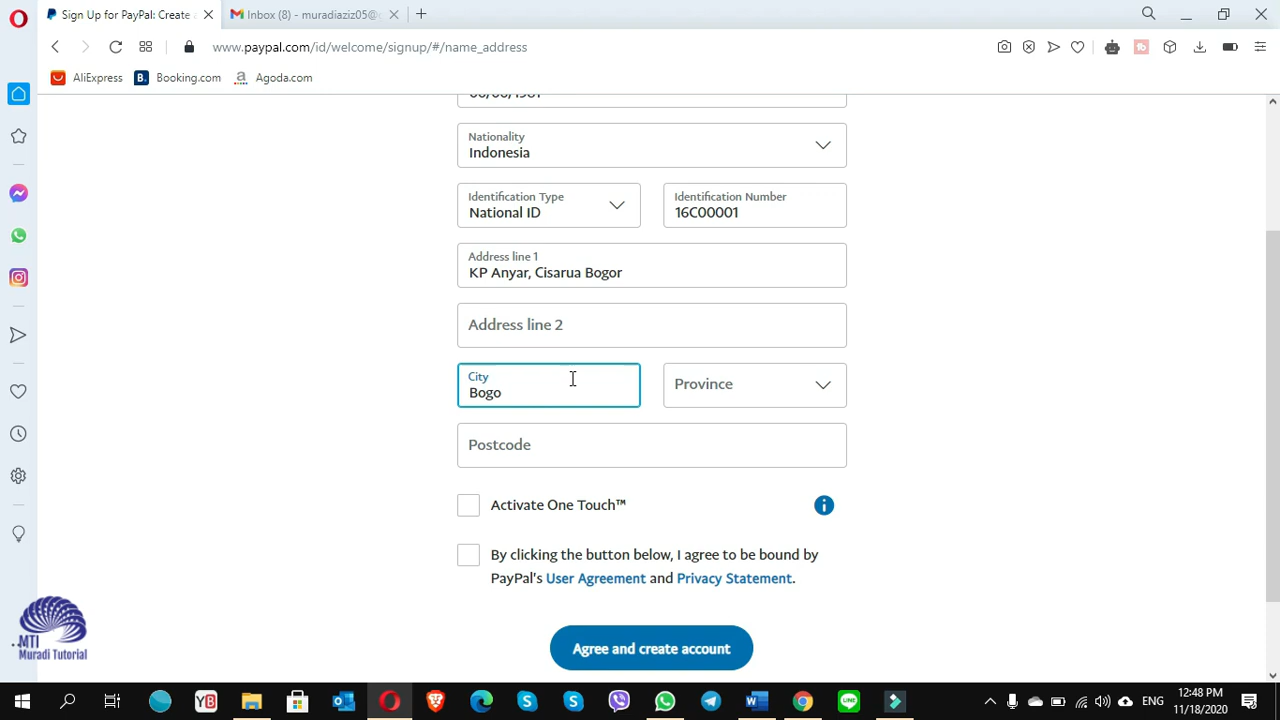 Sign Up for PayPal: Create
Inbox (8) - muradiaziz05@
www.paypal.com/id/welcome/signup/#/name_address
AliExpress
B.
Booking.com
a
Agoda.com
Nationality
Indonesia
Identification Type
National ID
Identification Number
16C00001
Address line 1
KP Anyar, Cisarua Bogor
Address line 2
City
Bogo
Province
Postcode
Activate One Touch™
By clicking the button below, I agree to be bound by
PayPal's User Agreement and Privacy Statement.
Agree and create account
MTI
Muradi Tutorial
ENG
12:48 PM
11/18/2020